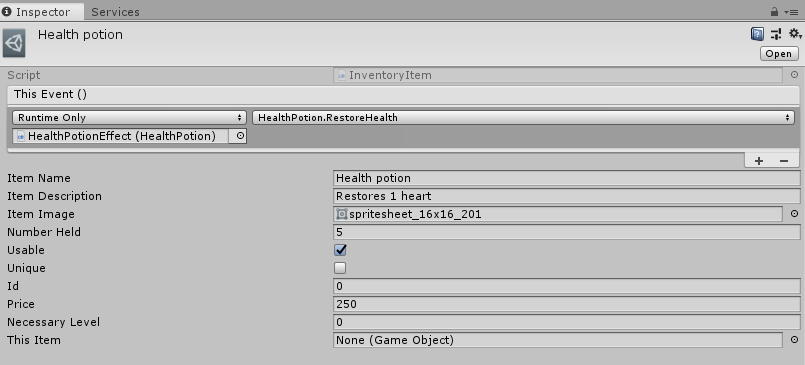 Inspector Services
Health potion
Open
Script InventoryItem
This Event ()
Runtime Only HealthPotion.RestoreHealth
HealthPotionEffect (HealthPotion)
Item Name Health potion
Item Description Restores 1 heart
Item Image spritesheet_16x16_201
Number Held 5
Usable
Unique
Id 0
Price 250
Necessary Level 0
This Item None (Game Object)